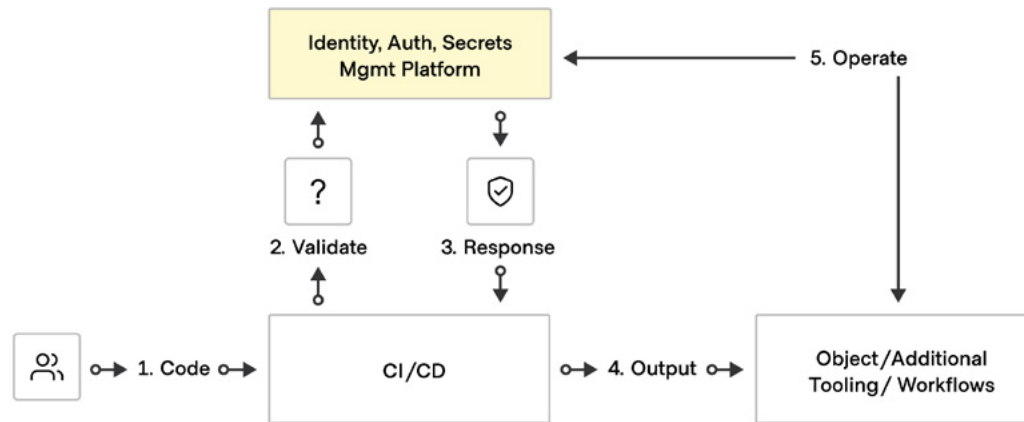 Identity, Auth, Secrets
Mgmt Platform
5. Operate
?
2. Validate
3. Response
1. Code
CI/CD
4. Output
Object/Additional
Tooling/ Workflows